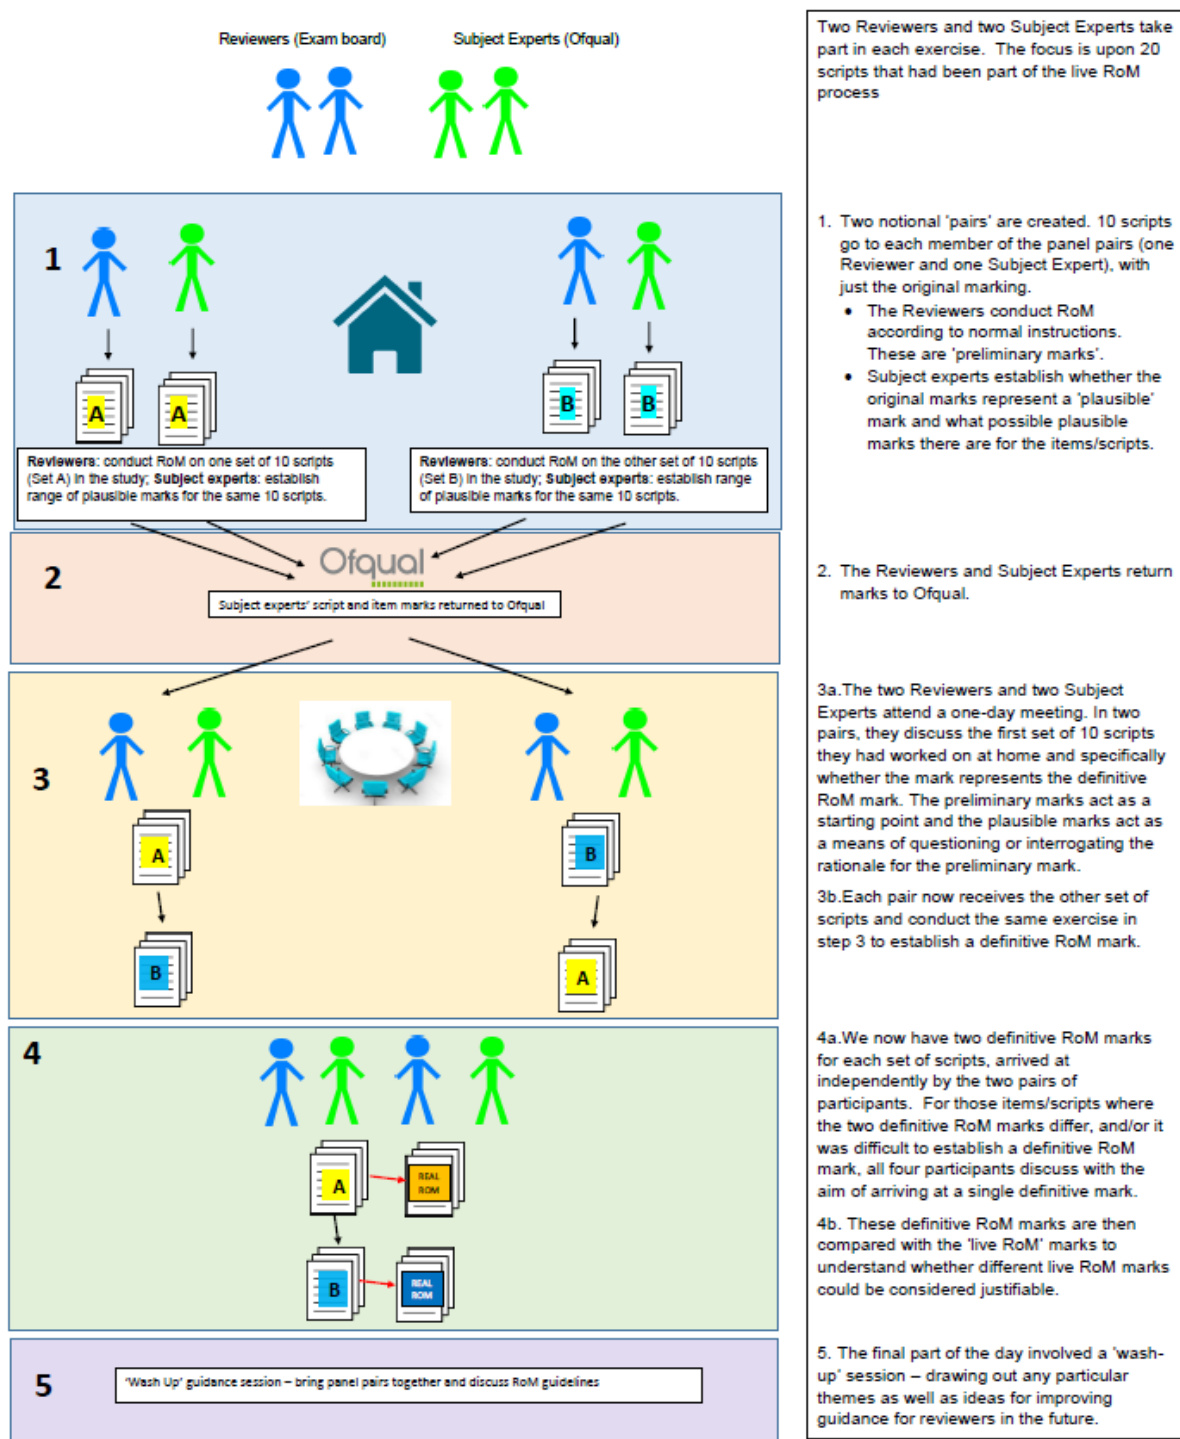 Reviewers (Exam board)
Subject Experts (Ofqual)
1
A
A
B
B
Reviewers: conduct RoM on one set of 10 scripts
(Set A) in the study; Subject experts: establish
range of plausible marks for the same 10 scripts.
Reviewers: conduct RoM on the other set of 10 scripts
(Set B) in the study; Subject experts: establish range
of plausible marks for the same 10 scripts.
2
Ofqual
Subject experts' script and item marks returned to Ofqual
3
A
B
B
A
4
A
REAL
ROM
B
REAL
ROM
5
'Wash Up' guidance session – bring panel pairs together and discuss RoM guidelines
Two Reviewers and two Subject Experts take
part in each exercise. The focus is upon 20
scripts that had been part of the live RoM
process
1. Two notional 'pairs' are created. 10 scripts
go to each member of the panel pairs (one
Reviewer and one Subject Expert), with
just the original marking.
• The Reviewers conduct RoM
according to normal instructions.
These are 'preliminary marks'.
• Subject experts establish whether the
original marks represent a 'plausible'
mark and what possible plausible
marks there are for the items/scripts.
2. The Reviewers and Subject Experts return
marks to Ofqual.
3a.The two Reviewers and two Subject
Experts attend a one-day meeting. In two
pairs, they discuss the first set of 10 scripts
they had worked on at home and specifically
whether the mark represents the definitive
RoM mark. The preliminary marks act as a
starting point and the plausible marks act as
a means of questioning or interrogating the
rationale for the preliminary mark.
3b.Each pair now receives the other set of
scripts and conduct the same exercise in
step 3 to establish a definitive RoM mark.
4a.We now have two definitive RoM marks
for each set of scripts, arrived at
independently by the two pairs of
participants. For those items/scripts where
the two definitive RoM marks differ, and/or it
was difficult to establish a definitive RoM
mark, all four participants discuss with the
aim of arriving at a single definitive mark.
4b. These definitive RoM marks are then
compared with the 'live RoM' marks to
understand whether different live RoM marks
could be considered justifiable.
5. The final part of the day involved a 'wash-
up' session – drawing out any particular
themes as well as ideas for improving
guidance for reviewers in the future.